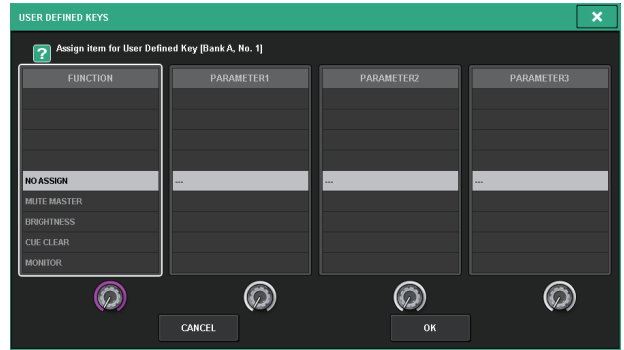 USER DEFINED KEYS
? Assign item for User Defined Key [Bank A, No. 1]
FUNCTION PARAMETER1 PARAMETER2 PARAMETER3
NO ASSIGN --- --- ---
MUTE MASTER
BRIGHTNESS
CUE CLEAR
MONITOR
CANCEL OK